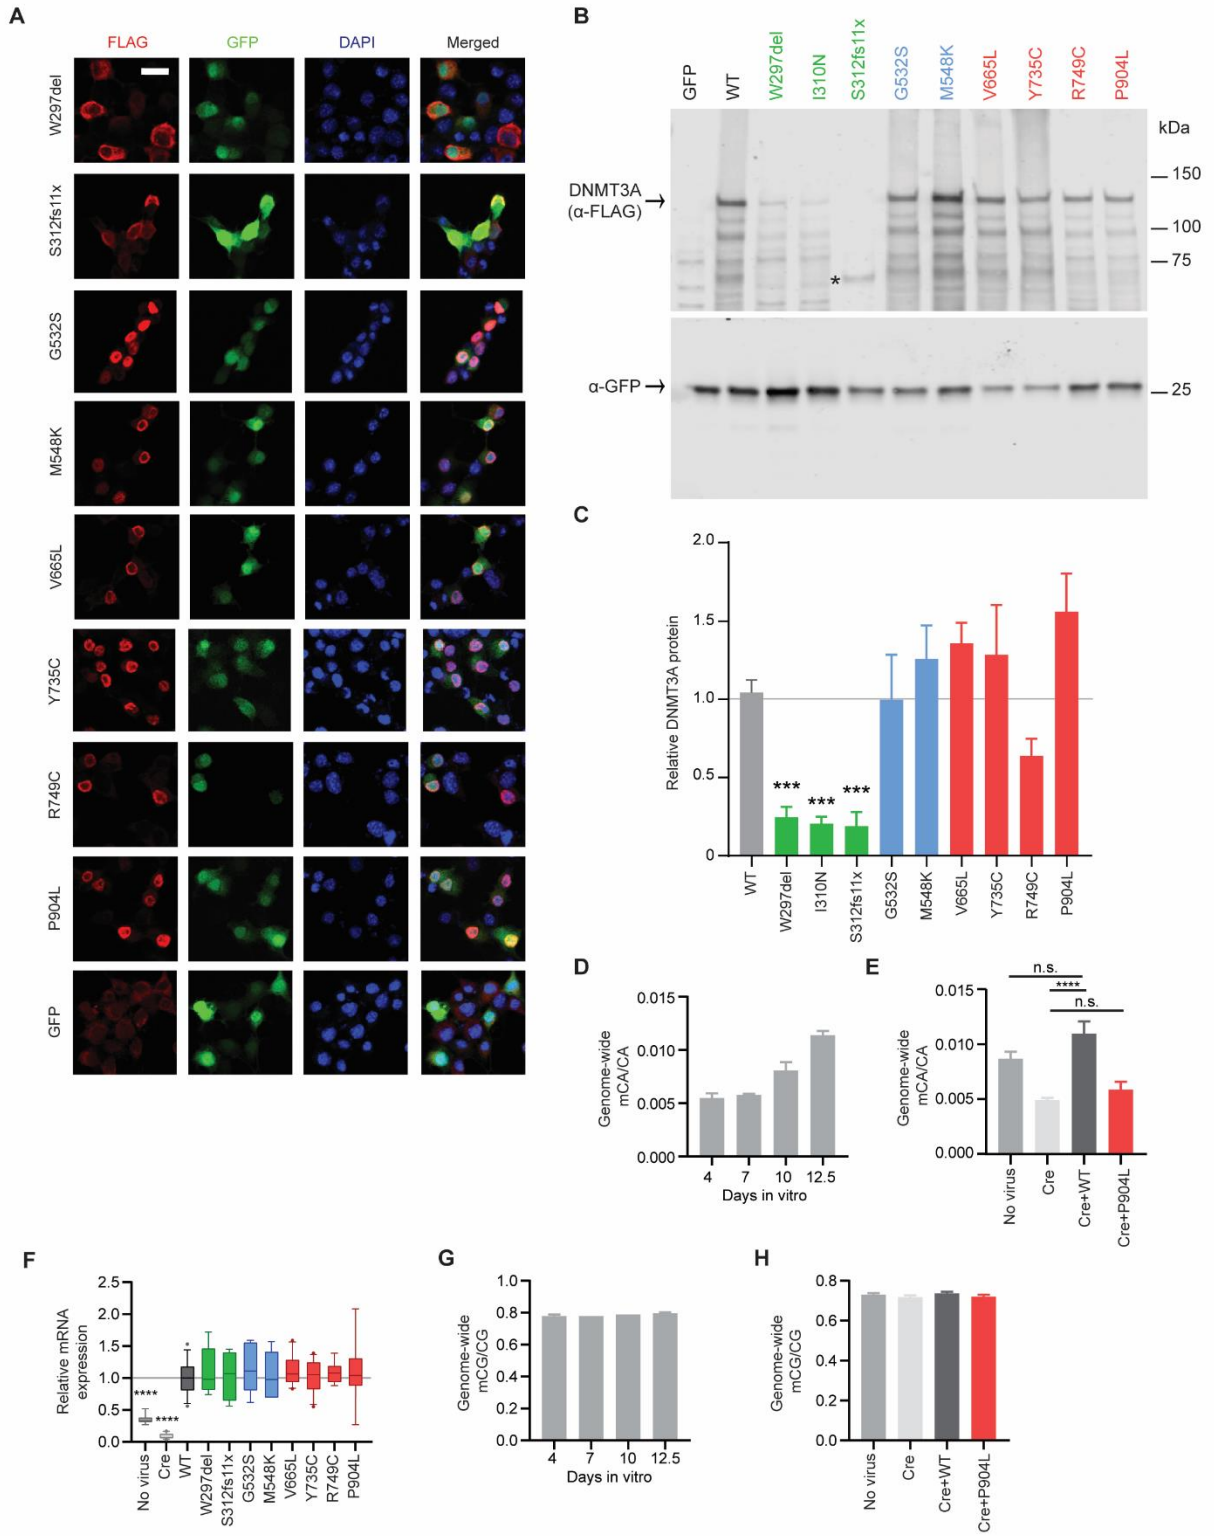 A
FLAG GFP DAPI Merged
W297del
S312fs11x
G532S
M548K
V665L
Y735C
R749C
P904L
GFP
B
GFP WT W297del I310N S312fs11x G532S M548K V665L Y735C R749C P904L
kDa
150
DNMT3A
(α-FLAG)
100
75
*
α-GFP
25
C
Relative DNMT3A protein
2.0
1.5
1.0
0.5
0
*** *** ***
WT W297del I310N S312fs11x G532S M548K V665L Y735C R749C P904L
D
Genome-wide
mCA/CA
0.015
0.010
0.005
0.000
4 7 10 12.5
Days in vitro
E
n.s.
****
n.s.
Genome-wide
mCA/CA
0.015
0.010
0.005
0.000
No virus Cre Cre+WT Cre+P904L
F
Relative mRNA
expression
2.5
2.0
1.5
1.0
0.5
0.0
****
****
No virus Cre WT W297del S312fs11x G532S M548K V665L Y735C R749C P904L
G
Genome-wide
mCG/CG
1.0
0.8
0.6
0.4
0.2
0.0
4 7 10 12.5
Days in vitro
H
Genome-wide
mCG/CG
0.8
0.6
0.4
0.2
0.0
No virus Cre Cre+WT Cre+P904L